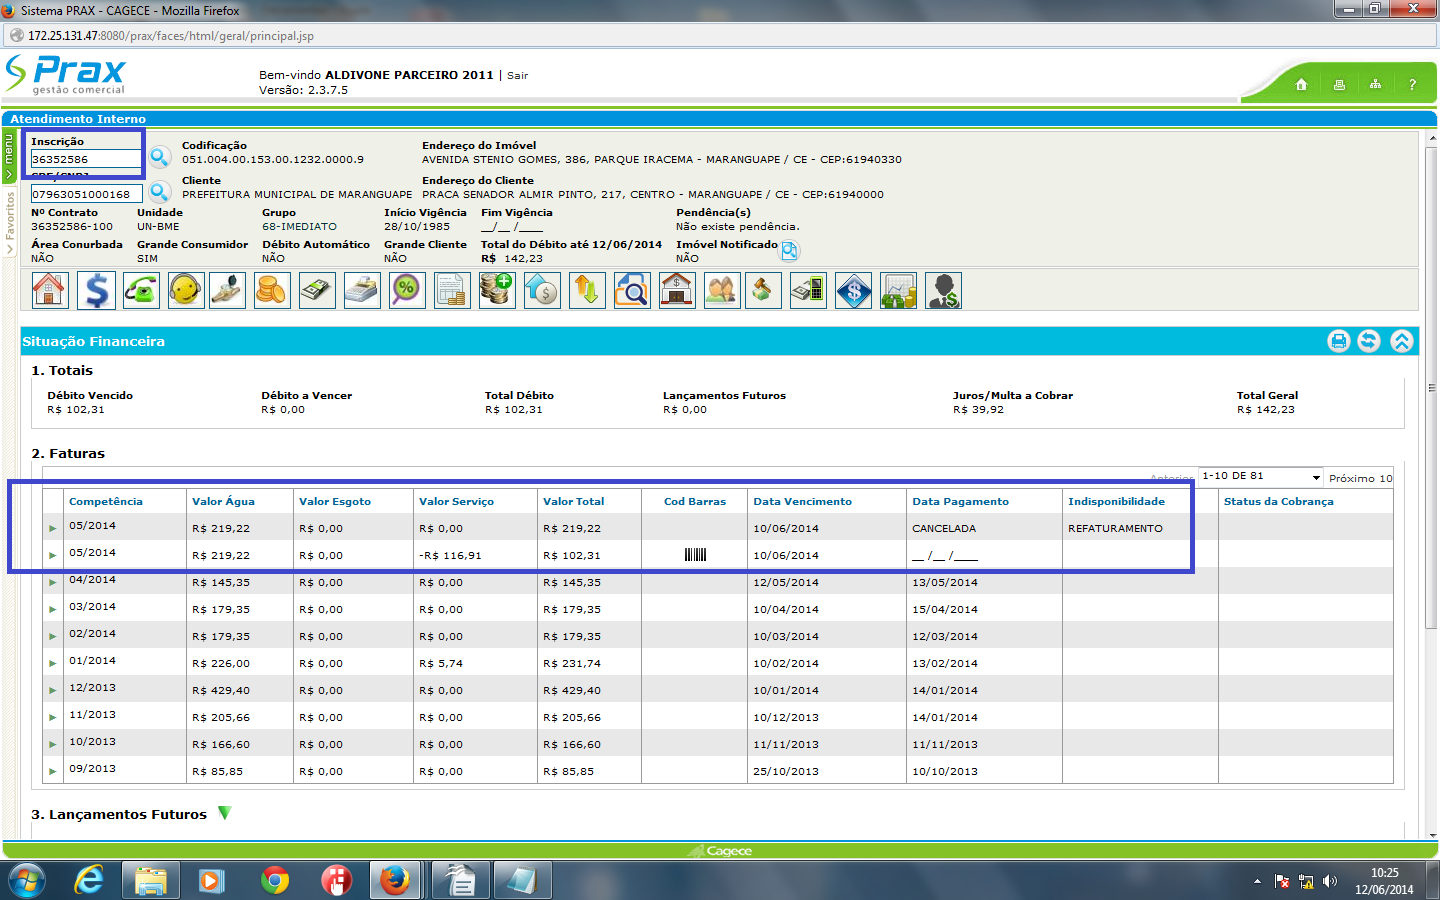 Sistema PRAX - CAGECE - Mozilla Firefox
172.25.131.47:8080/prax/faces/html/geral/principal.jsp
Prax
gestão comercial
Bem-vindo ALDIVONE PARCEIRO 2011 | Sair
Versão: 2.3.7.5
?
Atendimento Interno
menu
Favoritos
Inscrição Codificação Endereço do Imóvel
36352586 051.004.00.153.00.1232.0000.9 AVENIDA STENIO GOMES, 386, PARQUE IRACEMA - MARANGUAPE / CE - CEP:61940330
Cliente Endereço do Cliente
07963051000168 PREFEITURA MUNICIPAL DE MARANGUAPE PRACA SENADOR ALMIR PINTO, 217, CENTRO - MARANGUAPE / CE - CEP:61940000
Nº Contrato Unidade Grupo Início Vigência Fim Vigência Pendência(s)
36352586-100 UN-BME 68-IMEDIATO 28/10/1985 __/__ /____ Não existe pendência.
Área Conurbada Grande Consumidor Débito Automático Grande Cliente Total do Débito até 12/06/2014 Imóvel Notificado
NÃO SIM NÃO NÃO R$ 142,23 NÃO
Situação Financeira
1. Totais
Débito Vencido Débito a Vencer Total Débito Lançamentos Futuros Juros/Multa a Cobrar Total Geral
R$ 102,31 R$ 0,00 R$ 102,31 R$ 0,00 R$ 39,92 R$ 142,23
2. Faturas
Anterior 1-10 DE 81 Próximo 10
Competência Valor Água Valor Esgoto Valor Serviço Valor Total Cod Barras Data Vencimento Data Pagamento Indisponibilidade Status da Cobrança
05/2014 R$ 219,22 R$ 0,00 R$ 0,00 R$ 219,22 10/06/2014 CANCELADA REFATURAMENTO
05/2014 R$ 219,22 R$ 0,00 -R$ 116,91 R$ 102,31 10/06/2014 __ /__ /____
04/2014 R$ 145,35 R$ 0,00 R$ 0,00 R$ 145,35 12/05/2014 13/05/2014
03/2014 R$ 179,35 R$ 0,00 R$ 0,00 R$ 179,35 10/04/2014 15/04/2014
02/2014 R$ 179,35 R$ 0,00 R$ 0,00 R$ 179,35 10/03/2014 12/03/2014
01/2014 R$ 226,00 R$ 0,00 R$ 5,74 R$ 231,74 10/02/2014 13/02/2014
12/2013 R$ 429,40 R$ 0,00 R$ 0,00 R$ 429,40 10/01/2014 14/01/2014
11/2013 R$ 205,66 R$ 0,00 R$ 0,00 R$ 205,66 10/12/2013 14/01/2014
10/2013 R$ 166,60 R$ 0,00 R$ 0,00 R$ 166,60 11/11/2013 11/11/2013
09/2013 R$ 85,85 R$ 0,00 R$ 0,00 R$ 85,85 25/10/2013 10/10/2013
3. Lançamentos Futuros
Cagece
10:25
12/06/2014